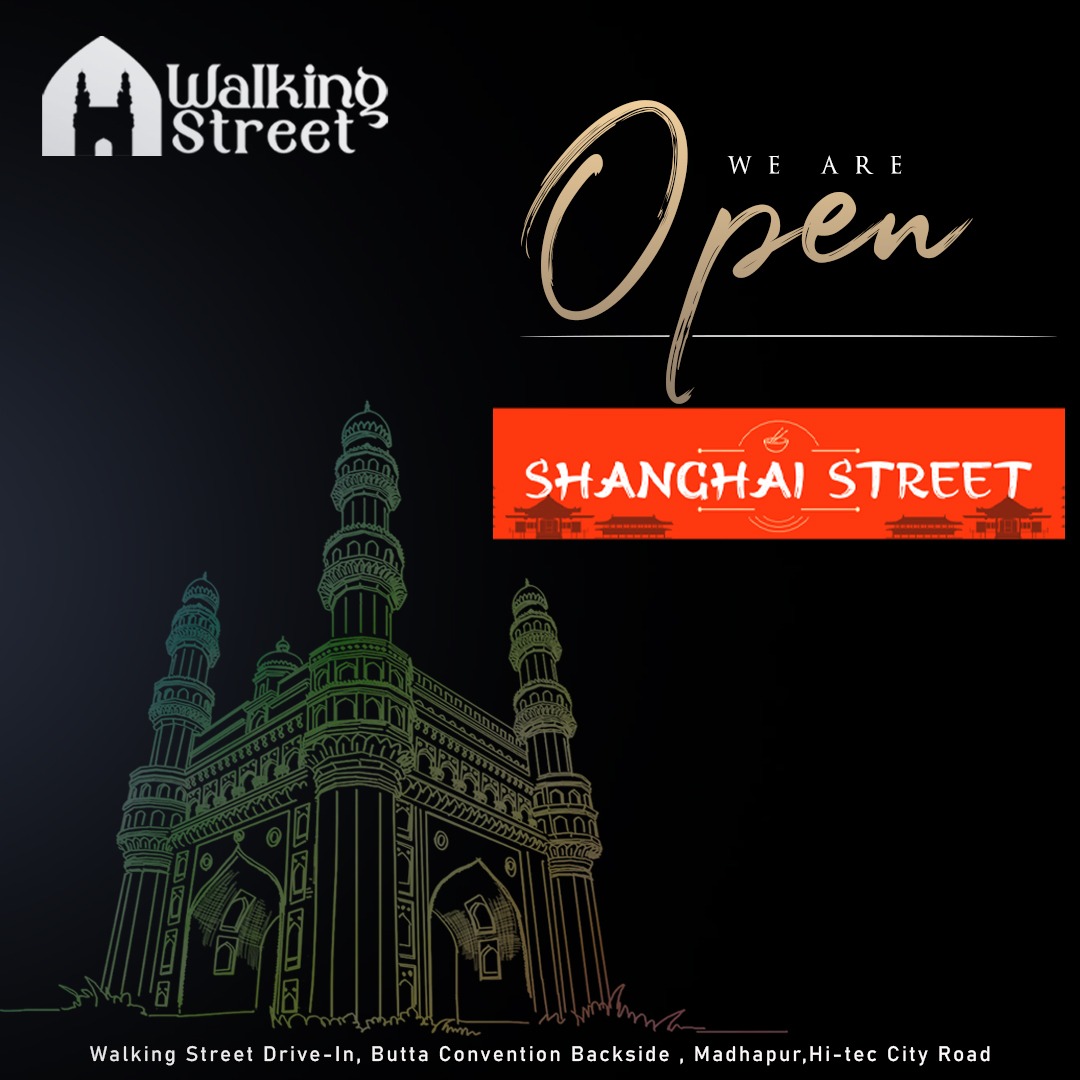 Walking
Street
WE ARE
Open
SHANGHAI STREET
Walking Street Drive-In, Butta Convention Backside , Madhapur,Hi-tec City Road